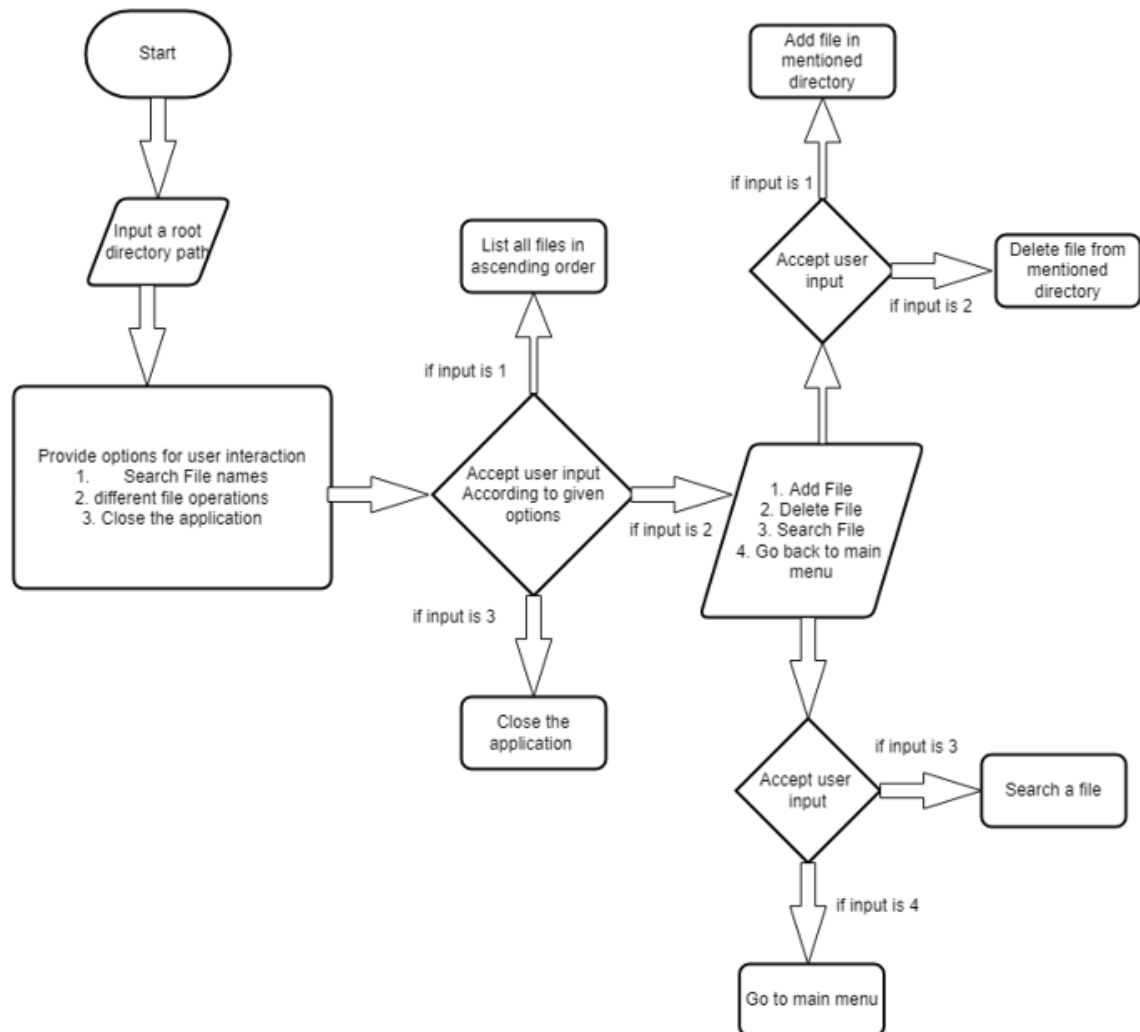 Start
Input a root
directory path
Provide options for user interaction
1. Search File names
2. different file operations
3. Close the application
List all files in
ascending order
if input is 1
Accept user input
According to given
options
if input is 2
if input is 3
Close the
application
Add file in
mentioned
directory
if input is 1
Accept user
input
Delete file from
mentioned
directory
if input is 2
1. Add File
2. Delete File
3. Search File
4. Go back to main
menu
Accept user
input
if input is 3
Search a file
if input is 4
Go to main menu